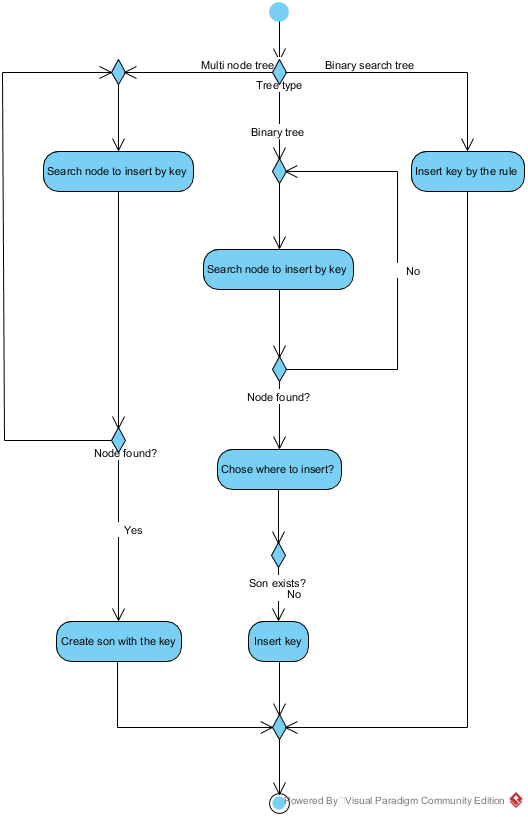 Multi node tree
Binary search tree
Tree type
Binary tree
Search node to insert by key
Insert key by the rule
Search node to insert by key
No
Node found?
Node found?
Chose where to insert?
Yes
Son exists?
No
Create son with the key
Insert key
Powered By Visual Paradigm Community Edition